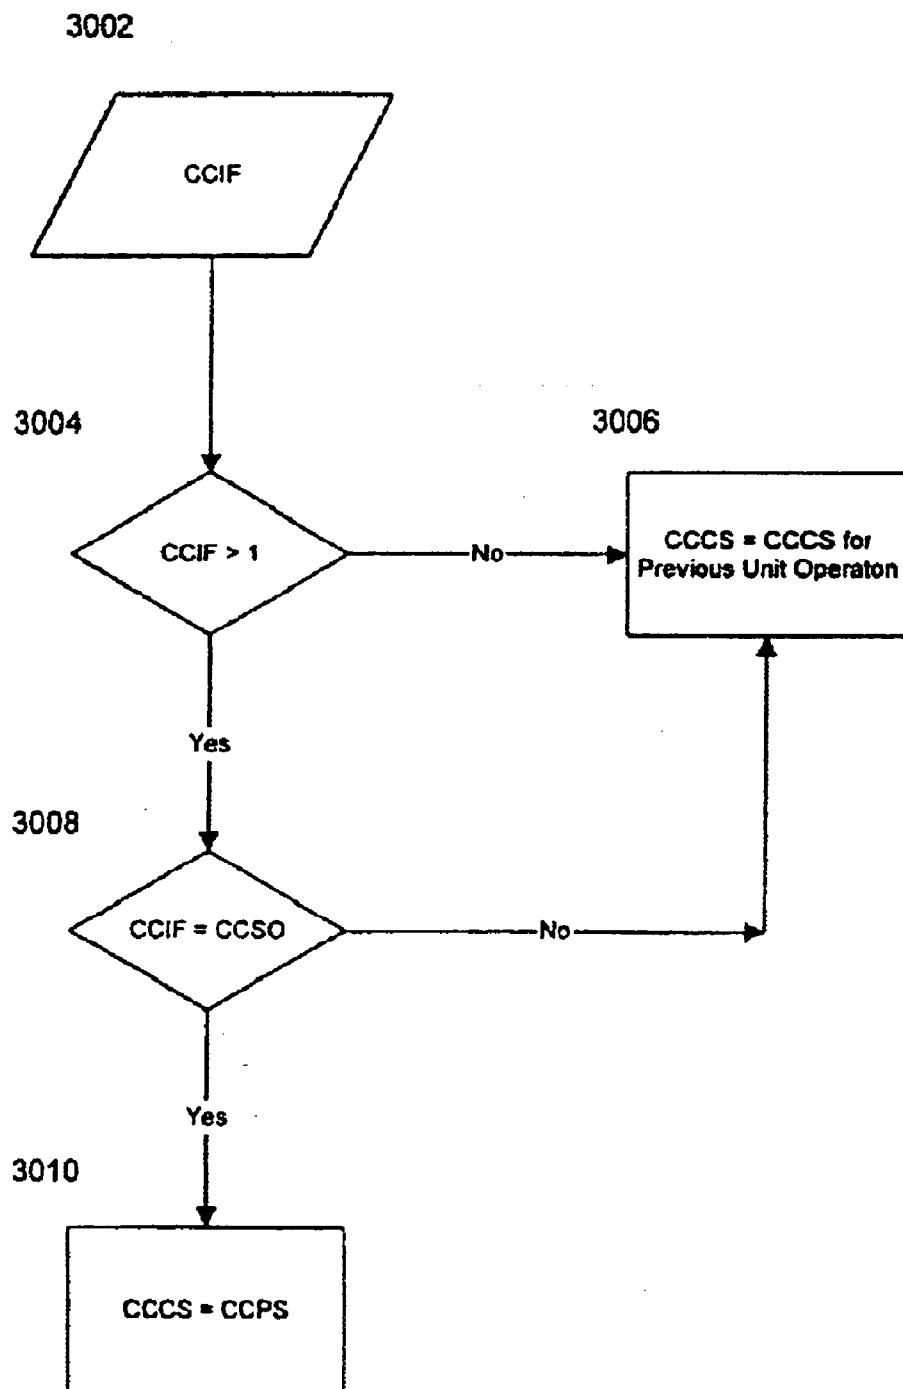 3002
CCIF
3004
3006
CCIF > 1
No
CCCS = CCCS for
Previous Unit Operaton
Yes
3008
CCIF = CCSO
No
Yes
3010
CCCS = CCPS